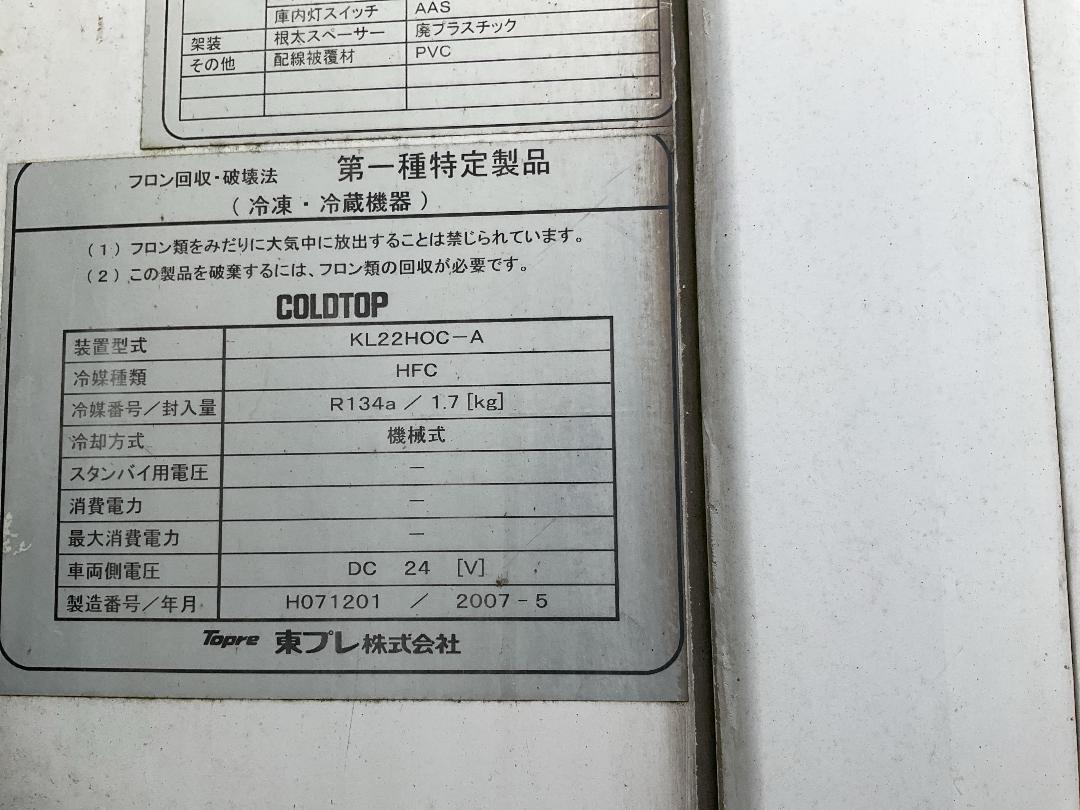 庫内灯スイッチ AAS
架装 根太スペーサー 廃プラスチック
その他 配線被覆材 PVC
フロン回収・破壊法 第一種特定製品
(冷凍・冷蔵機器)
(1) フロン類をみだりに大気中に放出することは禁じられています。
(2) この製品を破棄するには、フロン類の回収が必要です。
COLDTOP
装置型式 KL22HOC-A
冷媒種類 HFC
冷媒番号/封入量 R134a / 1.7 [kg]
冷却方式 機械式
スタンバイ用電圧 -
消費電力 -
最大消費電力 -
車両側電圧 DC 24 [V]
製造番号/年月 H071201 / 2007-5
Topre 東プレ株式会社